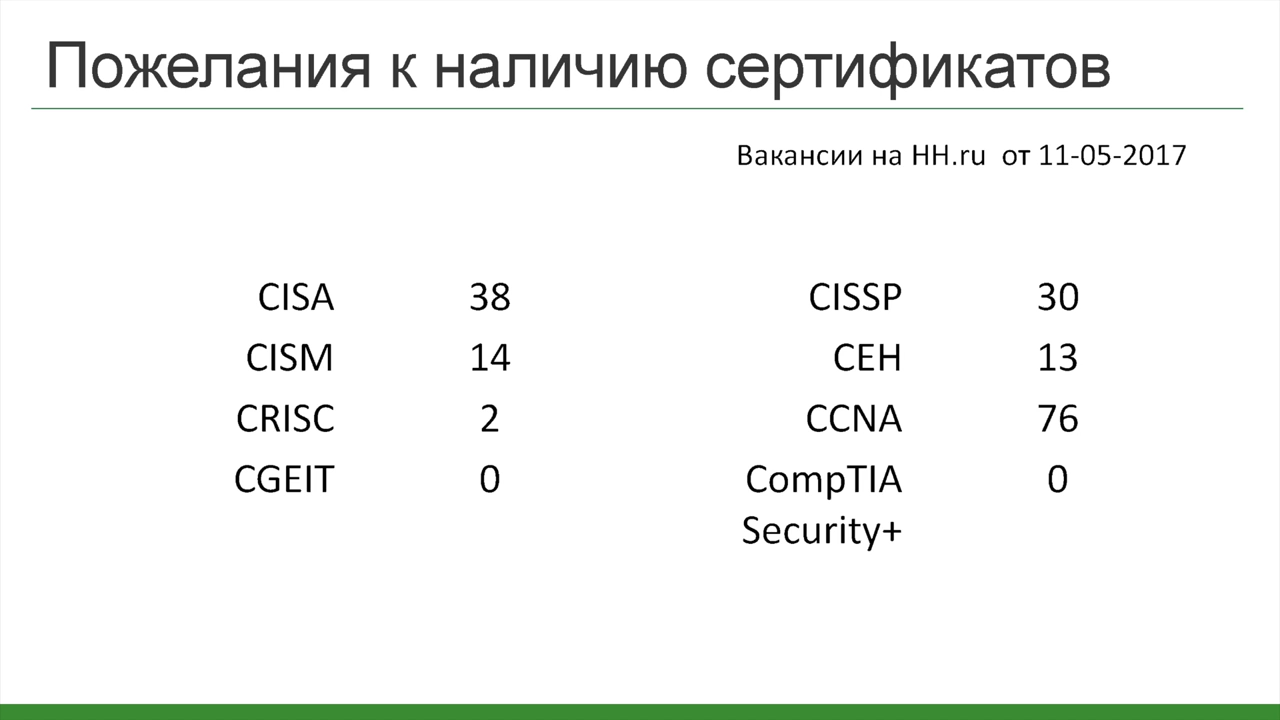 Пожелания к наличию сертификатов
Вакансии на HH.ru от 11-05-2017
CISA 38 CISSP 30
CISM 14 CEH 13
CRISC 2 CCNA 76
CGEIT 0 CompTIA 0
Security+